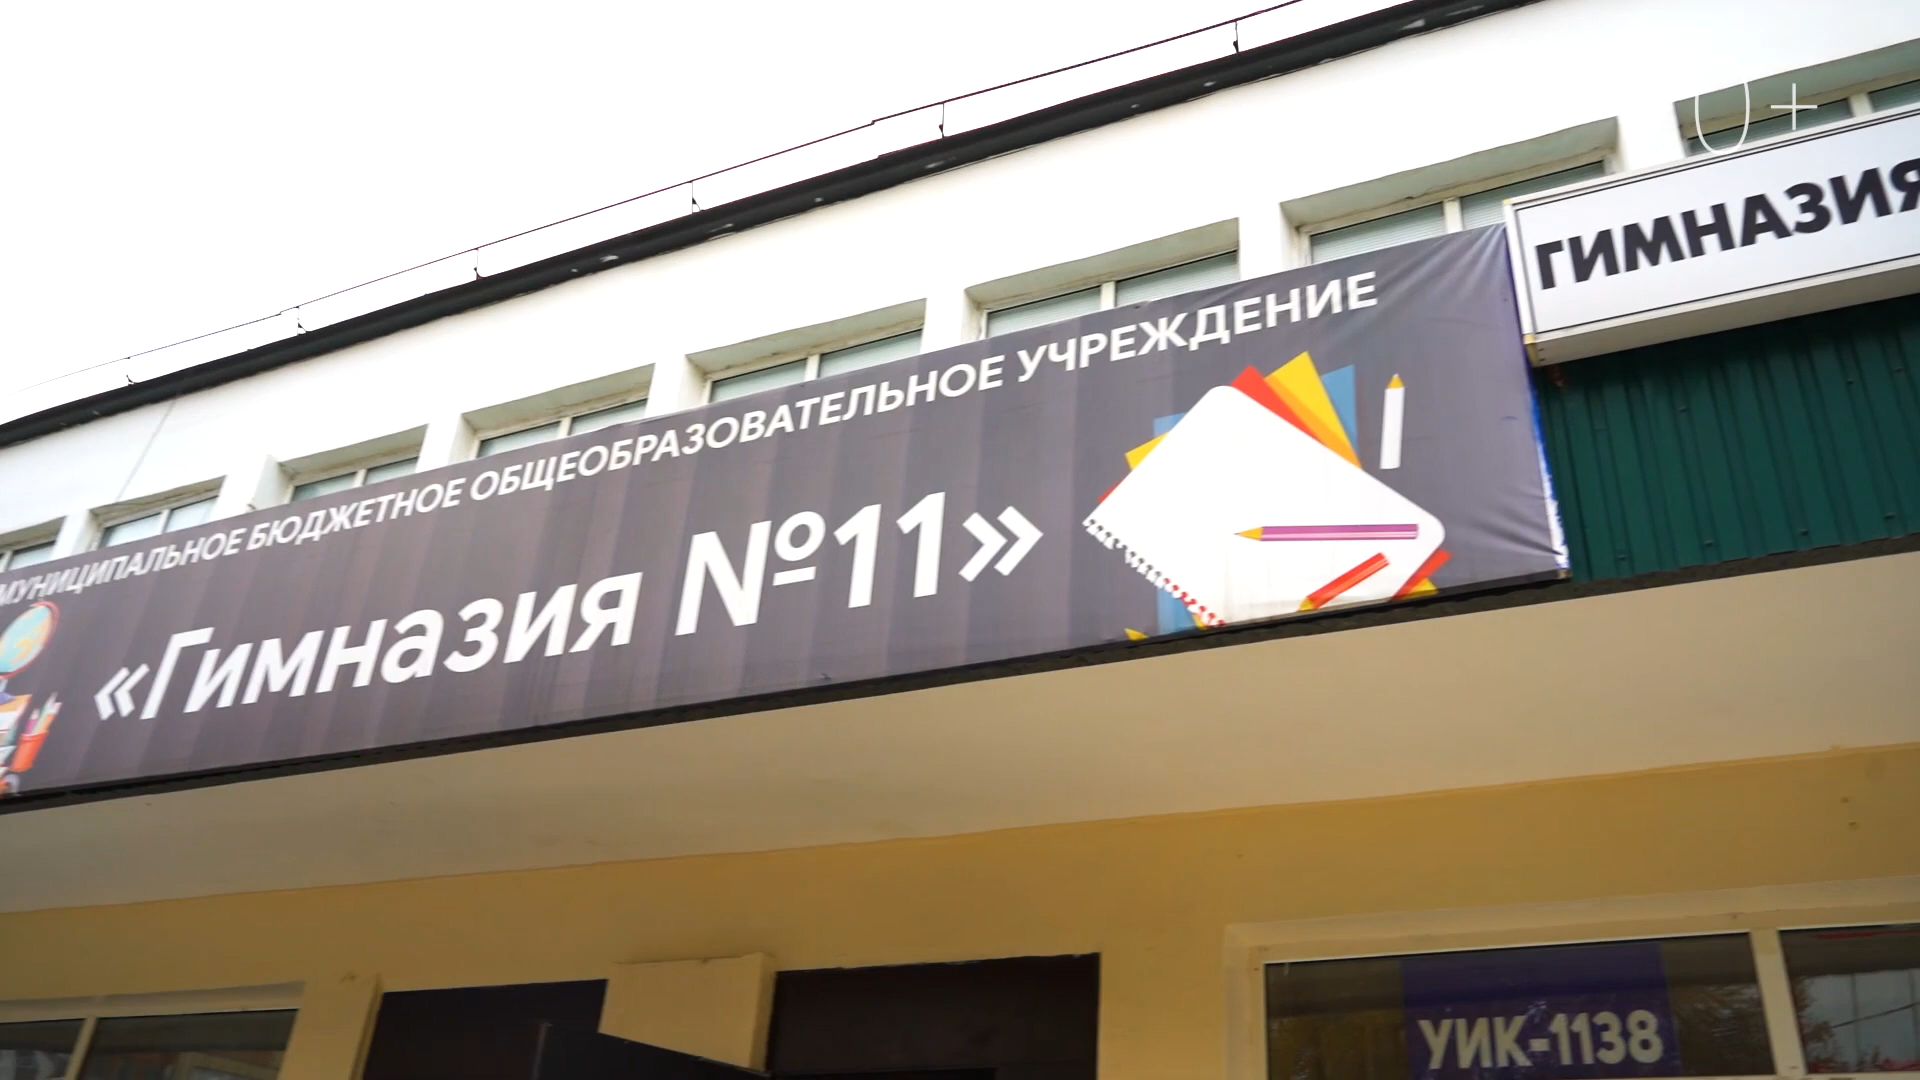 0+
ГИМНАЗИЯ
МУНИЦИПАЛЬНОЕ БЮДЖЕТНОЕ ОБЩЕОБРАЗОВАТЕЛЬНОЕ УЧРЕЖДЕНИЕ
«Гимназия №11»
УИК-1138